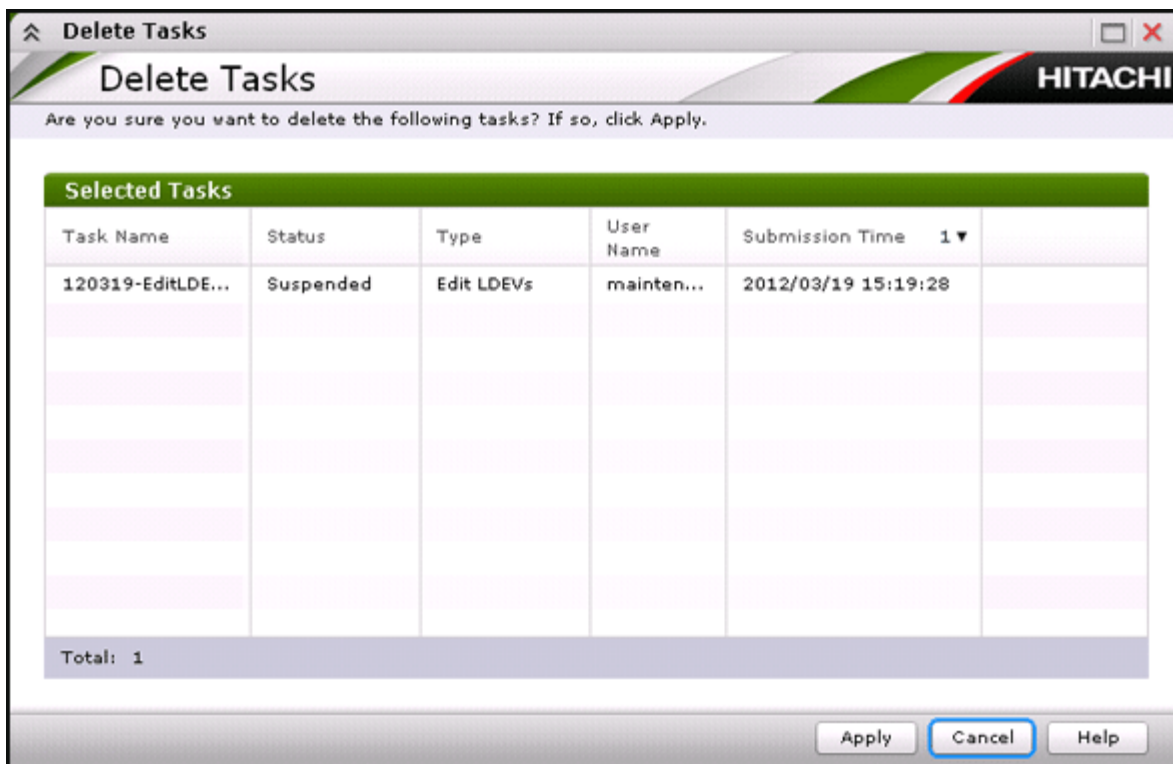 Delete Tasks
Delete Tasks
HITACHI
Are you sure you want to delete the following tasks? If so, click Apply.
Selected Tasks
Task Name Status Type User Name Submission Time 1▼
120319-EditLDE... Suspended Edit LDEVs mainten... 2012/03/19 15:19:28
Total: 1
Apply Cancel Help